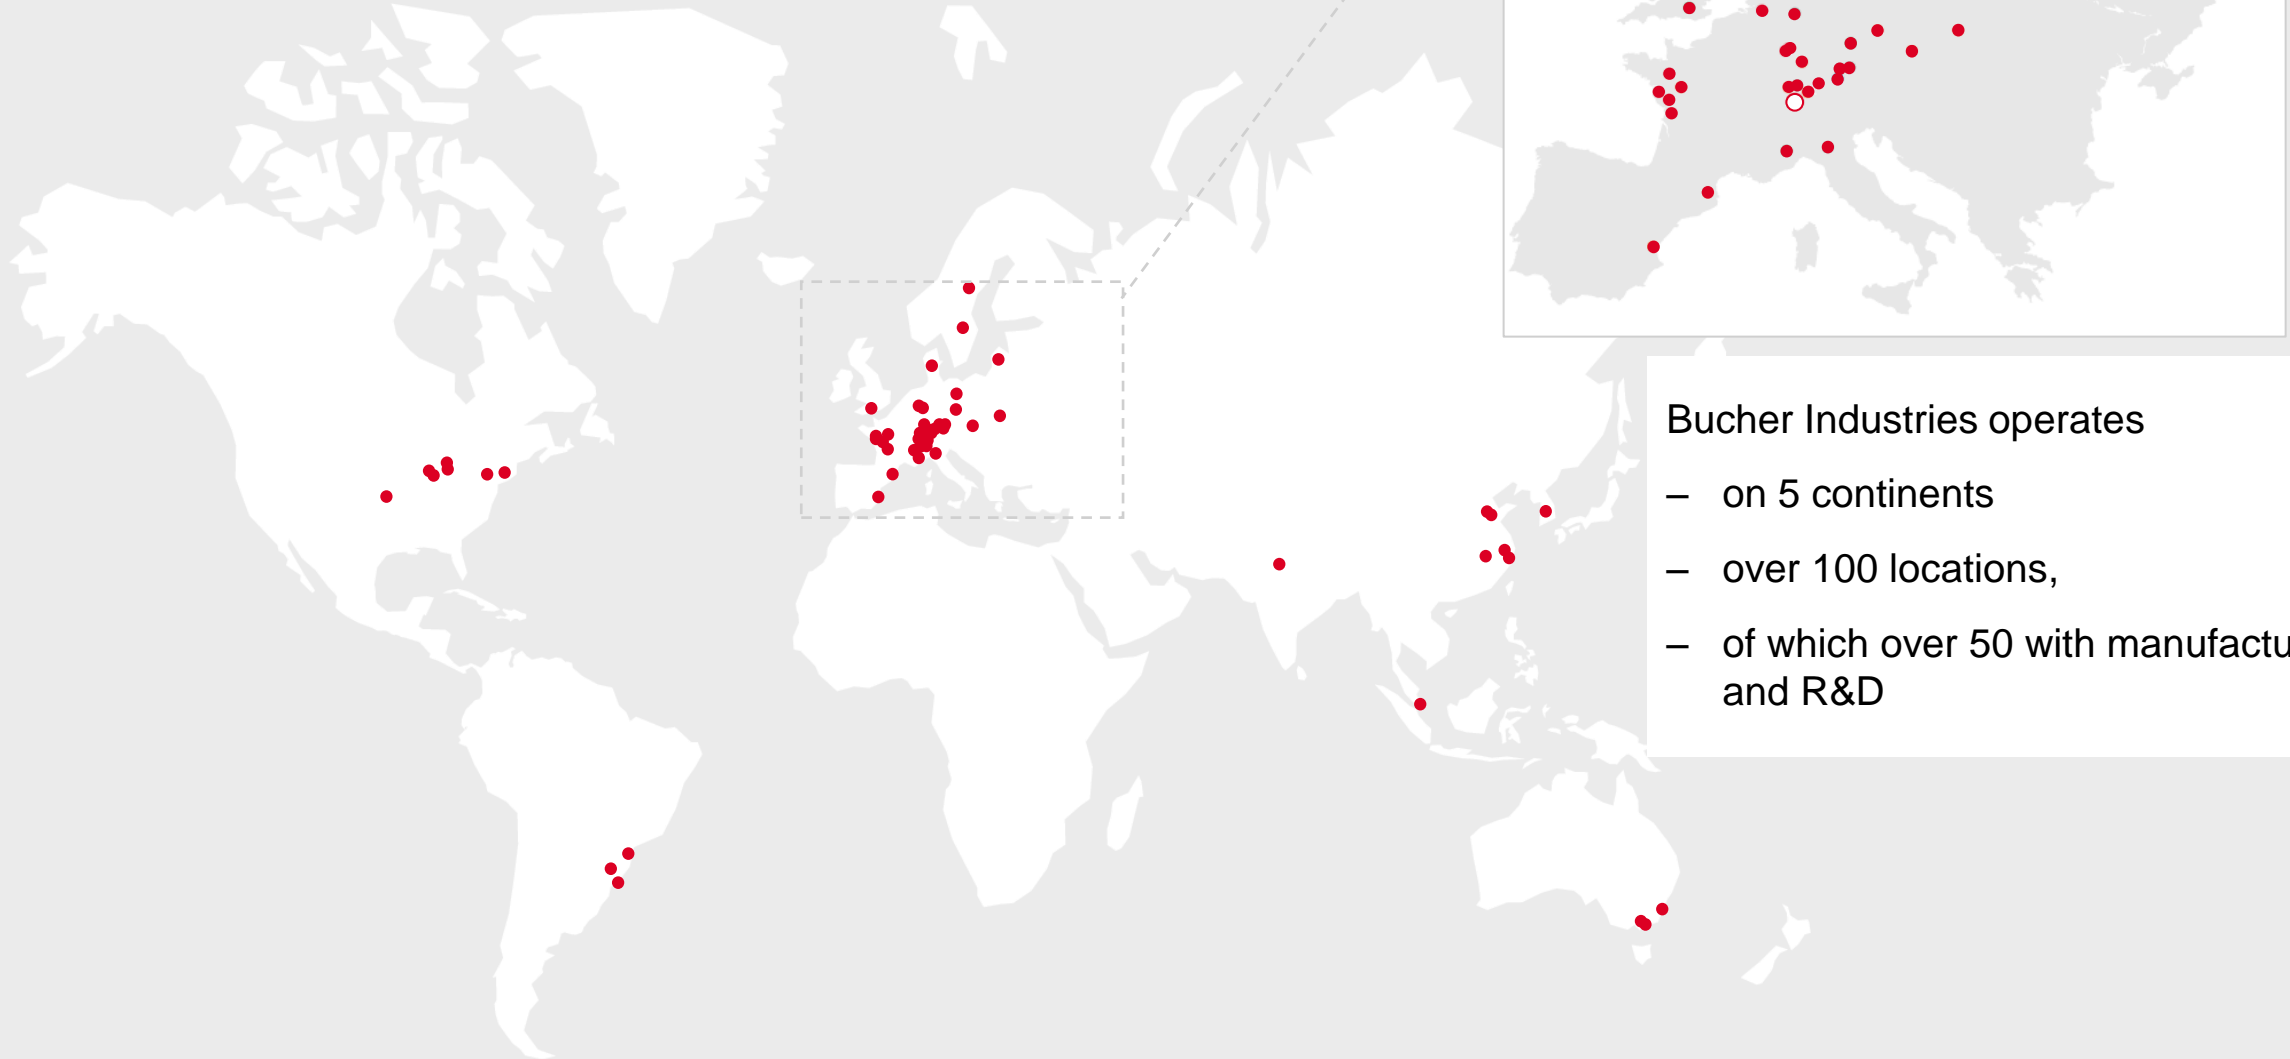 Bucher Industries operates
– on 5 continents
– over 100 locations,
– of which over 50 with manufactu
and R&D